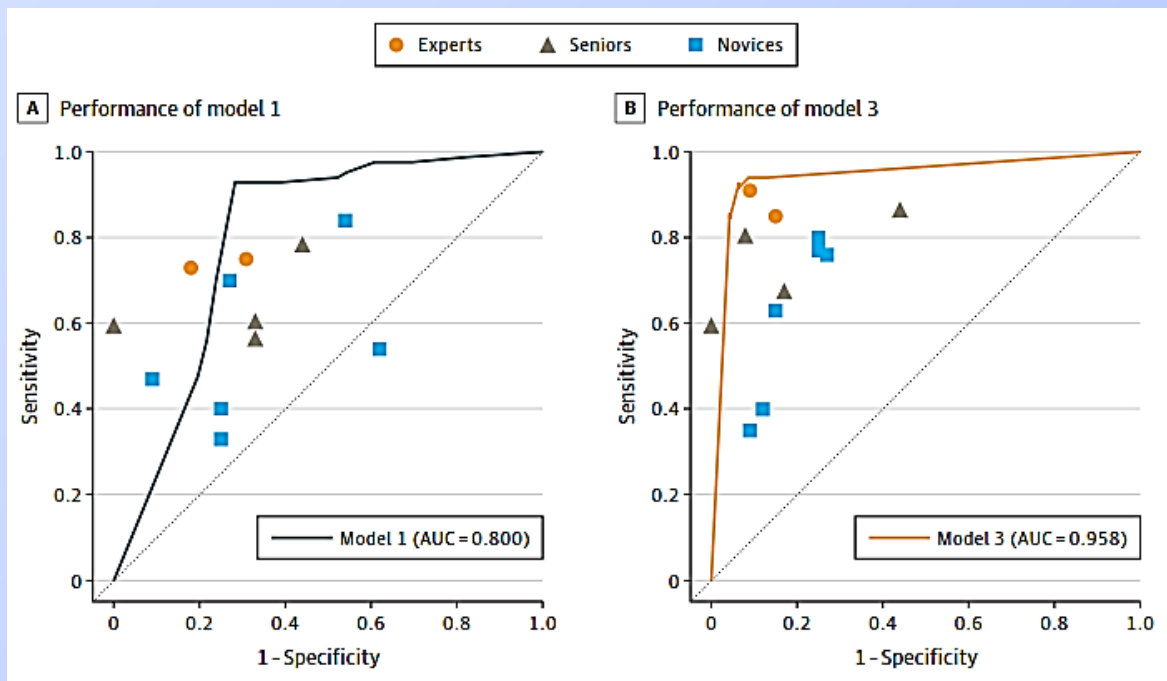 Experts Seniors Novices
A Performance of model 1
1.0
0.8
0.6
0.4
0.2
0
Sensitivity
Model 1 (AUC = 0.800)
0 0.2 0.4 0.6 0.8 1.0
1 – Specificity
B Performance of model 3
1.0
0.8
0.6
0.4
0.2
0
Sensitivity
Model 3 (AUC = 0.958)
0 0.2 0.4 0.6 0.8 1.0
1 – Specificity